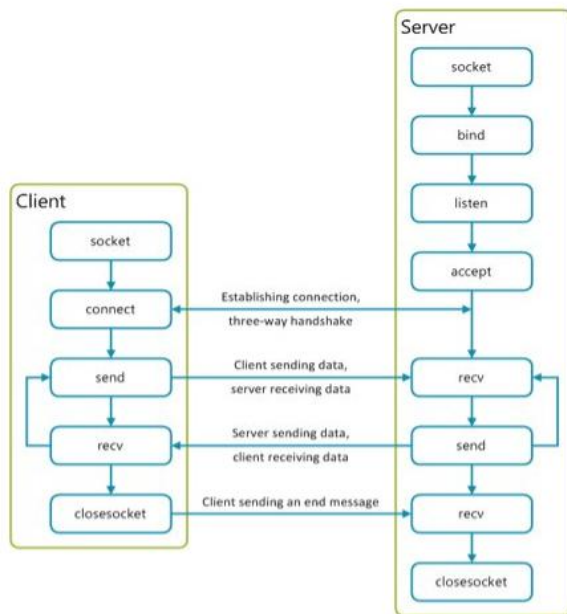 Server
socket
bind
listen
accept
Client
socket
connect
Establishing connection,
three-way handshake
send
Client sending data,
server receiving data
recv
recv
Server sending data,
client receiving data
send
closesocket
Client sending an end message
recv
closesocket